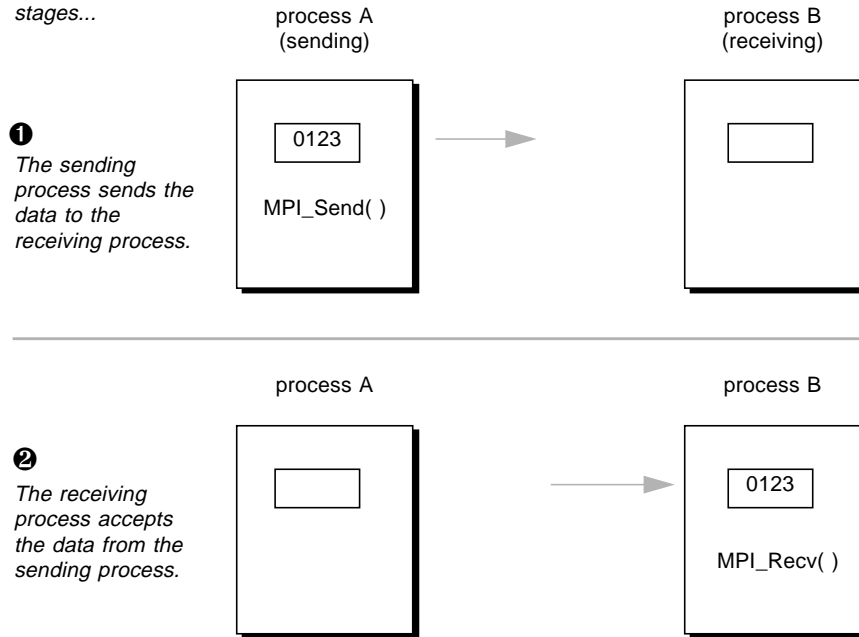 stages...
process A
(sending)
process B
(receiving)
❶
The sending
process sends the
data to the
receiving process.
0123
MPI_Send( )
process A
process B
❷
The receiving
process accepts
the data from the
sending process.
0123
MPI_Recv( )